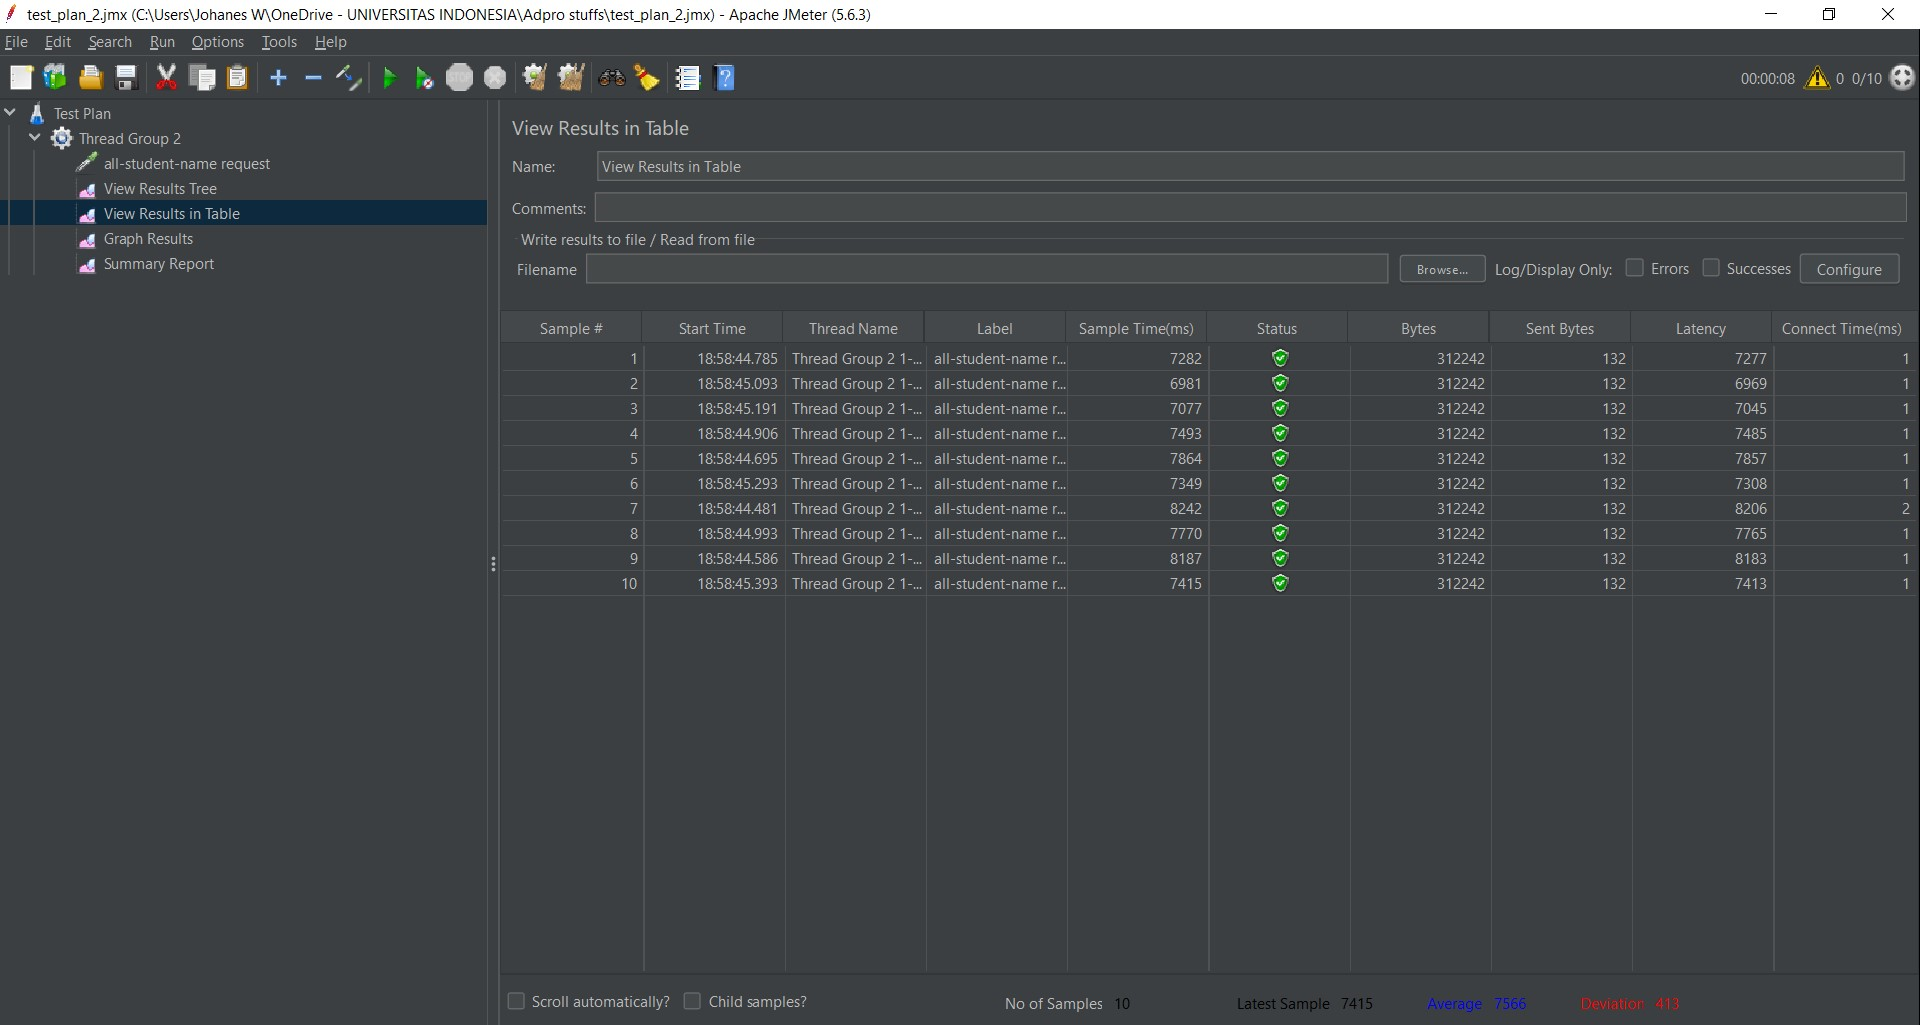 test_plan_2.jmx (C:\Users\Johanes W\OneDrive - UNIVERSITAS INDONESIA\Adpro stuffs\test_plan_2.jmx) - Apache JMeter (5.6.3)
File Edit Search Run Options Tools Help
STOP
00:00:08 0 0/10
Test Plan
Thread Group 2
all-student-name request
View Results Tree
View Results in Table
Graph Results
Summary Report
View Results in Table
Name: View Results in Table
Comments:
Write results to file / Read from file
Filename Browse... Log/Display Only: Errors Successes Configure
Sample # Start Time Thread Name Label Sample Time(ms) Status Bytes Sent Bytes Latency Connect Time(ms)
1 18:58:44.785 Thread Group 2 1-... all-student-name r... 7282 312242 132 7277 1
2 18:58:45.093 Thread Group 2 1-... all-student-name r... 6981 312242 132 6969 1
3 18:58:45.191 Thread Group 2 1-... all-student-name r... 7077 312242 132 7045 1
4 18:58:44.906 Thread Group 2 1-... all-student-name r... 7493 312242 132 7485 1
5 18:58:44.695 Thread Group 2 1-... all-student-name r... 7864 312242 132 7857 1
6 18:58:45.293 Thread Group 2 1-... all-student-name r... 7349 312242 132 7308 1
7 18:58:44.481 Thread Group 2 1-... all-student-name r... 8242 312242 132 8206 2
8 18:58:44.993 Thread Group 2 1-... all-student-name r... 7770 312242 132 7765 1
9 18:58:44.586 Thread Group 2 1-... all-student-name r... 8187 312242 132 8183 1
10 18:58:45.393 Thread Group 2 1-... all-student-name r... 7415 312242 132 7413 1
Scroll automatically? Child samples? No of Samples 10 Latest Sample 7415 Average 7566 Deviation 413